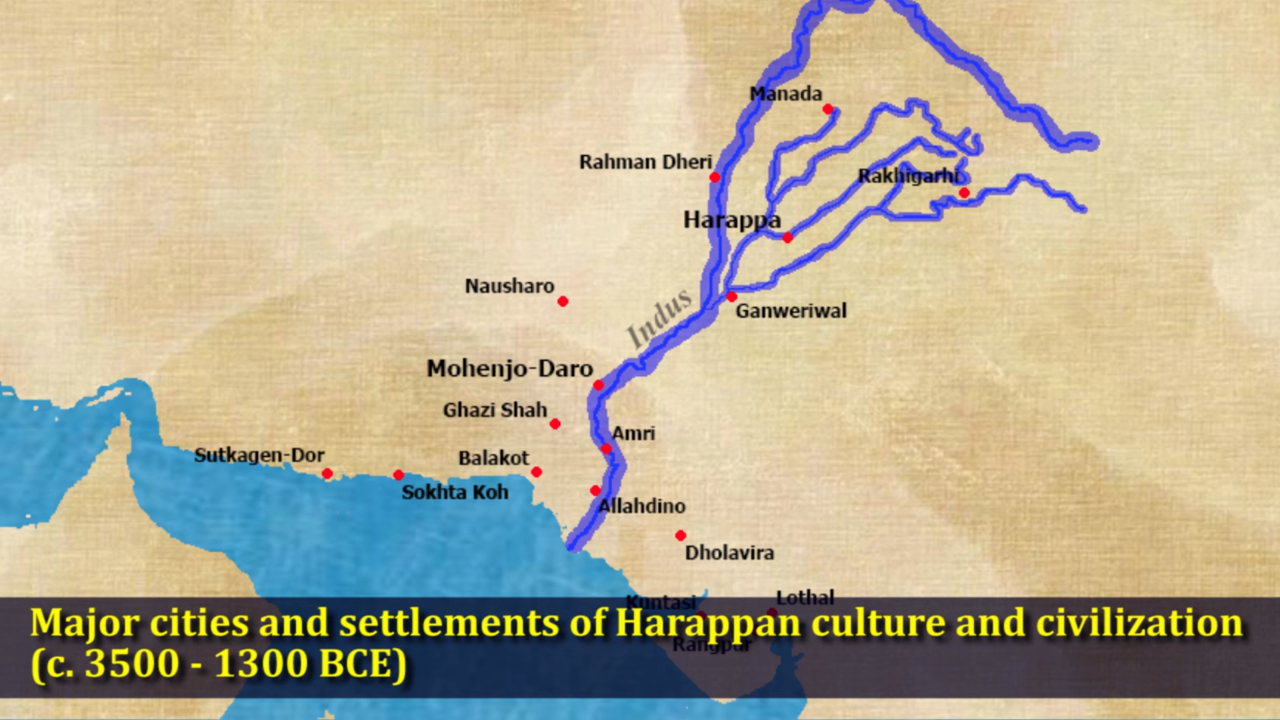 Manada
Rahman Dheri
Rakhigarhi
Harappa
Nausharo
Indus
Ganweriwal
Mohenjo-Daro
Ghazi Shah
Amri
Sutkagen-Dor
Balakot
Sokhta Koh
Allahdino
Dholavira
Kuntasi
Lothal
Major cities and settlements of Harappan culture and civilization
Rangpur
(c. 3500 - 1300 BCE)